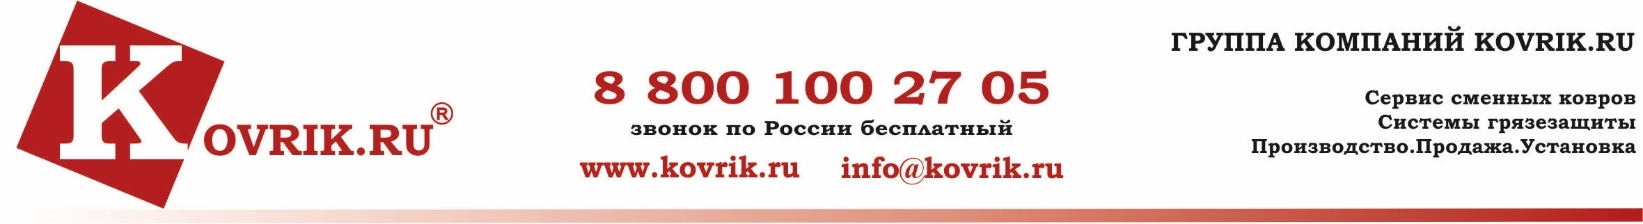 KOVRIK.RU®
8 800 100 27 05
звонок по России бесплатный
www.kovrik.ru info@kovrik.ru
ГРУППА КОМПАНИЙ KOVRIK.RU
Сервис сменных ковров
Системы грязезащиты
Производство.Продажа.Установка